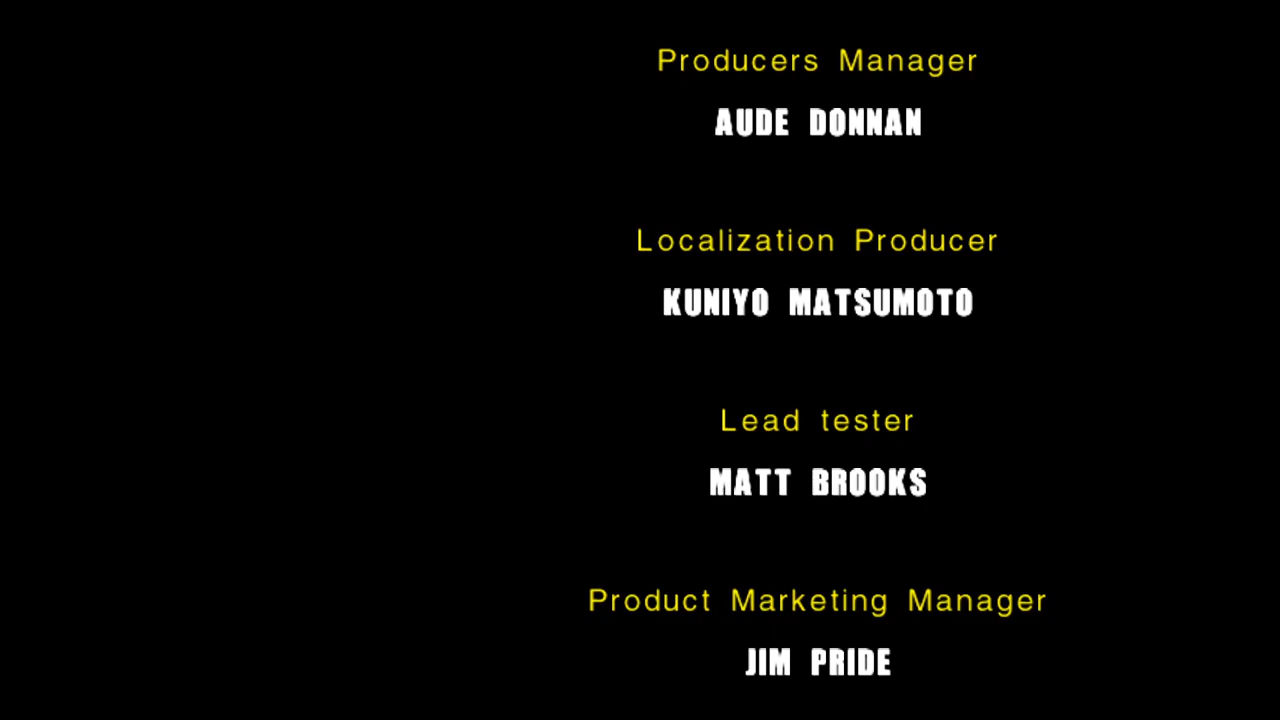 Producers Manager
AUDE DONNAN
Localization Producer
KUNIYO MATSUMOTO
Lead tester
MATT BROOKS
Product Marketing Manager
JIM PRIDE